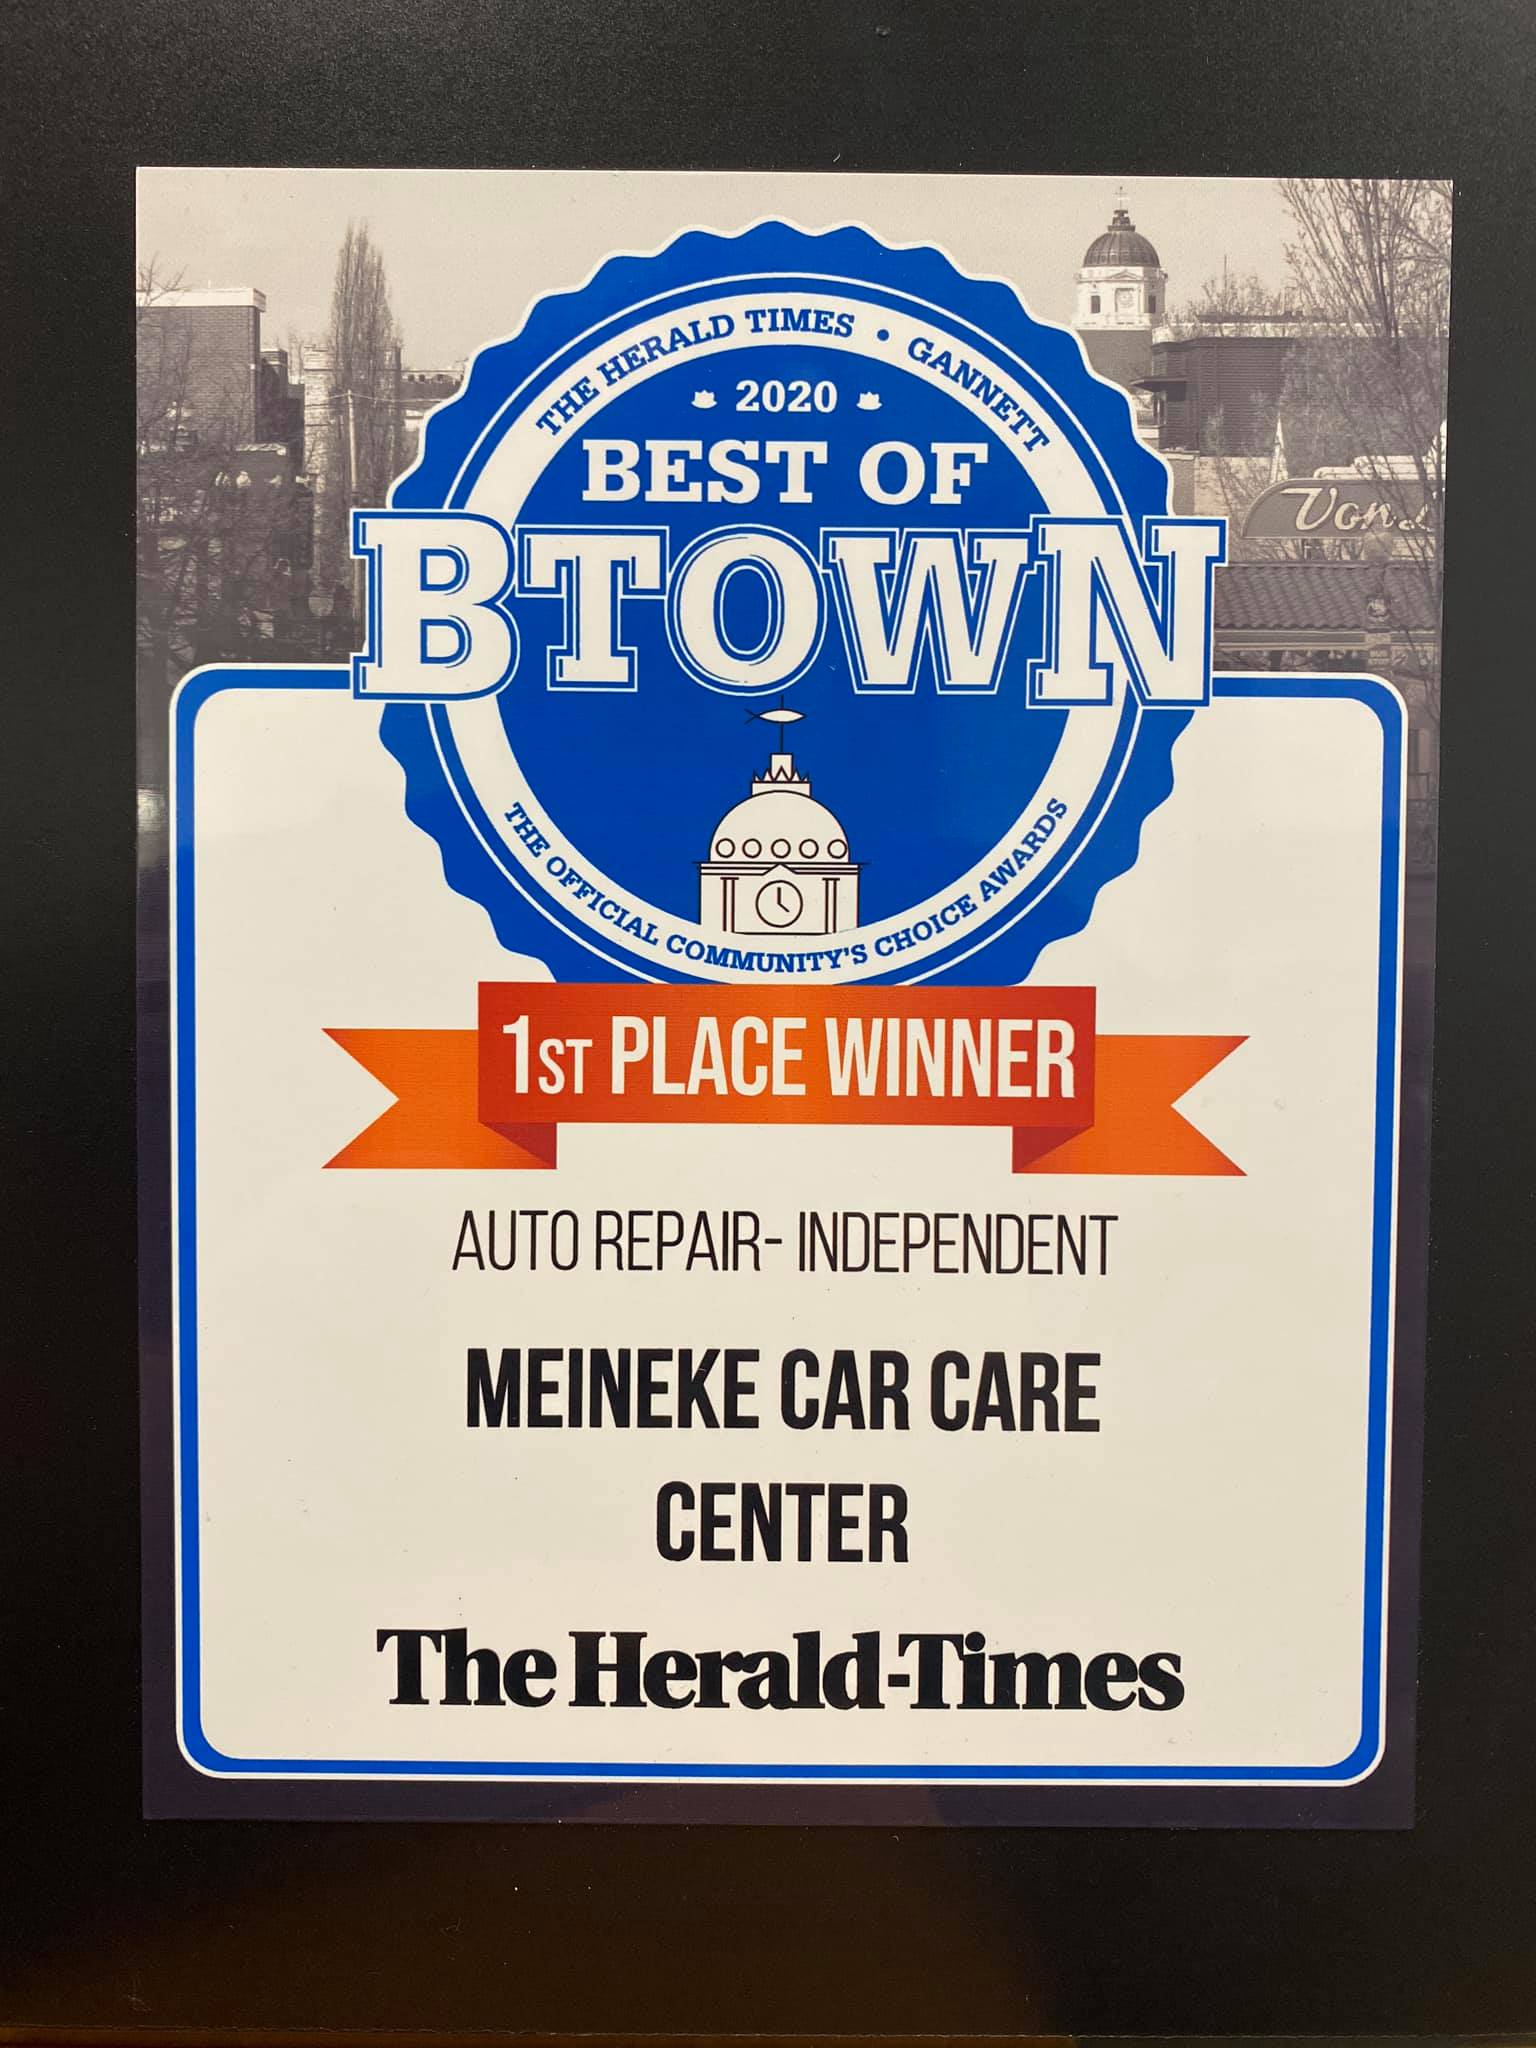 THE HERALD TIMES • GANNETT
2020
BEST OF
BTOWN
THE OFFICIAL COMMUNITY'S CHOICE AWARDS
1ST PLACE WINNER
AUTO REPAIR- INDEPENDENT
MEINEKE CAR CARE
CENTER
The Herald-Times